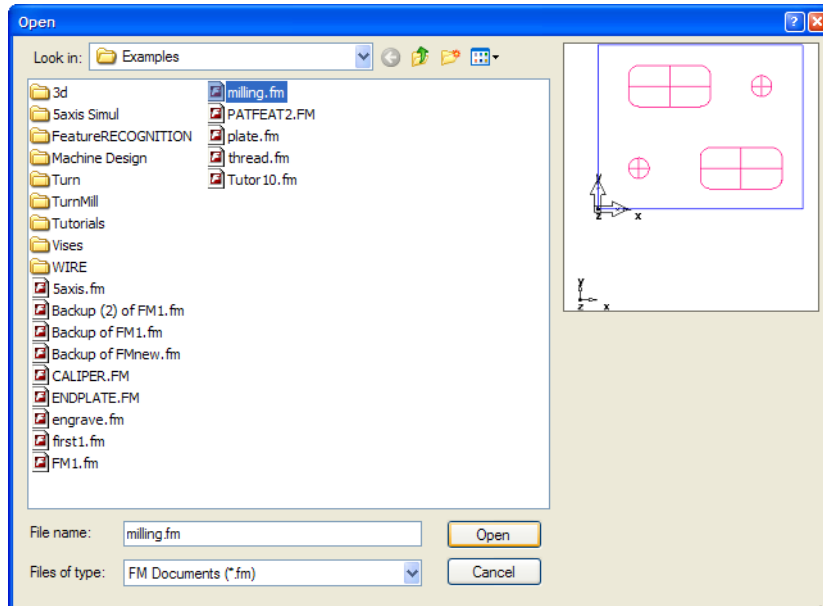 Open
Look in: Examples
3d
5axis Simul
FeatureRECOGNITION
Machine Design
Turn
TurnMill
Tutorials
Vises
WIRE
5axis.fm
Backup (2) of FM1.fm
Backup of FM1.fm
Backup of FMnew.fm
CALIPER.FM
ENDPLATE.FM
engrave.fm
first1.fm
FM1.fm
milling.fm
PATFEAT2.FM
plate.fm
thread.fm
Tutor10.fm
y
z x
y
z x
File name: milling.fm Open
Files of type: FM Documents (*.fm) Cancel